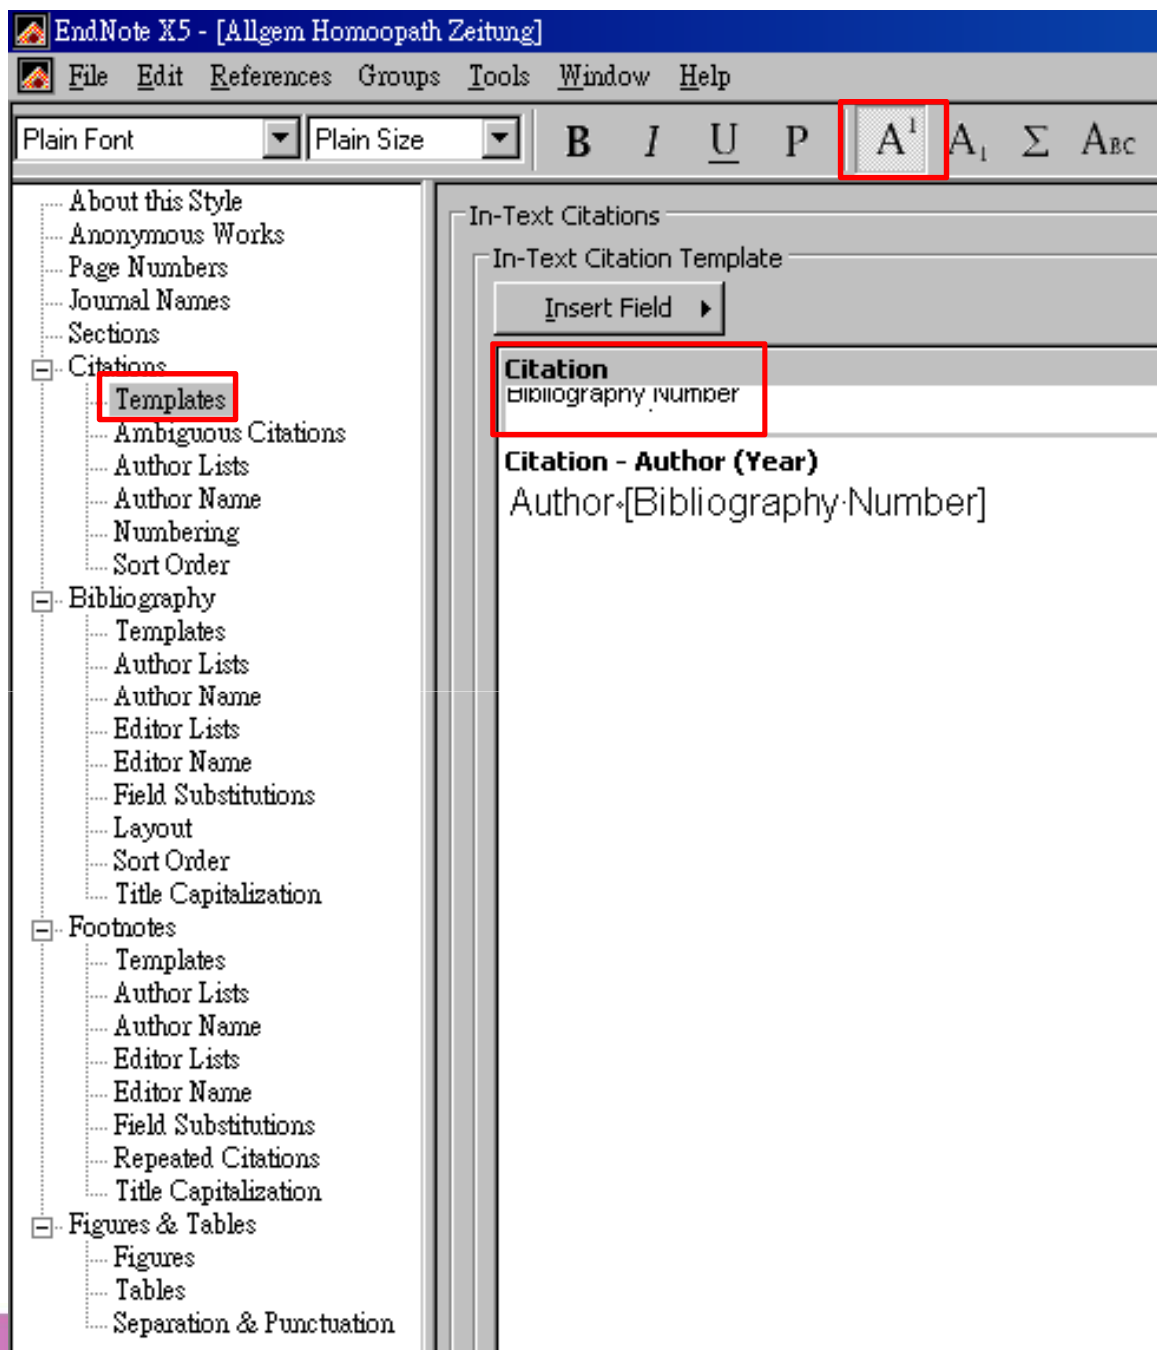 EndNote X5 - [Allgem Homoopath Zeitung]
File Edit References Groups Tools Window Help
Plain Font Plain Size B I U P A¹ A₁ Σ ABC
About this Style
Anonymous Works
Page Numbers
Journal Names
Sections
Citations
Templates
Ambiguous Citations
Author Lists
Author Name
Numbering
Sort Order
Bibliography
Templates
Author Lists
Author Name
Editor Lists
Editor Name
Field Substitutions
Layout
Sort Order
Title Capitalization
Footnotes
Templates
Author Lists
Author Name
Editor Lists
Editor Name
Field Substitutions
Repeated Citations
Title Capitalization
Figures & Tables
Figures
Tables
Separation & Punctuation
In-Text Citations
In-Text Citation Template
Insert Field
Citation
Bibliography Number
Citation - Author (Year)
Author·[Bibliography·Number]